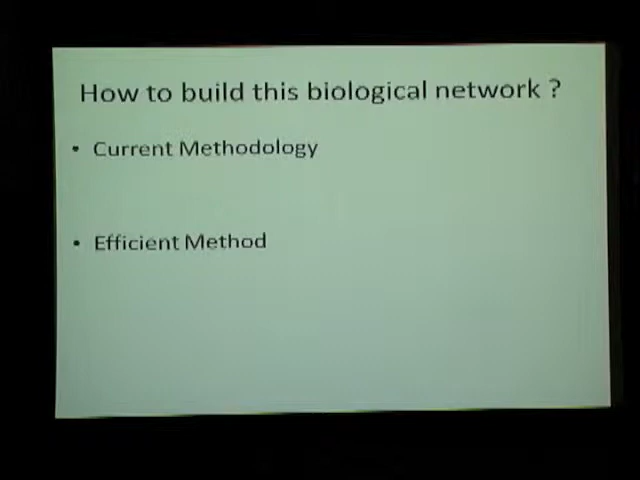 How to build this biological network ?
• Current Methodology
• Efficient Method